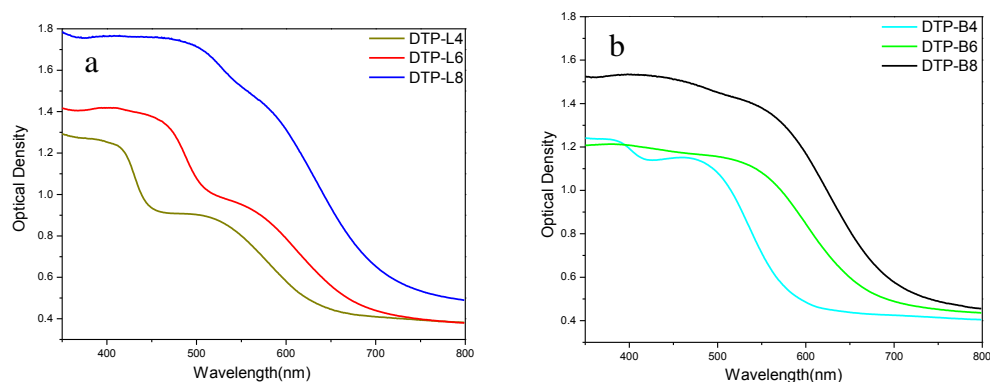 a
DTP-L4
DTP-L6
DTP-L8
Optical Density
1.8
1.6
1.4
1.2
1.0
0.8
0.6
0.4
400 500 600 700 800
Wavelength(nm)
b
DTP-B4
DTP-B6
DTP-B8
Optical Density
1.8
1.6
1.4
1.2
1.0
0.8
0.6
0.4
400 500 600 700 800
Wavelength(nm)